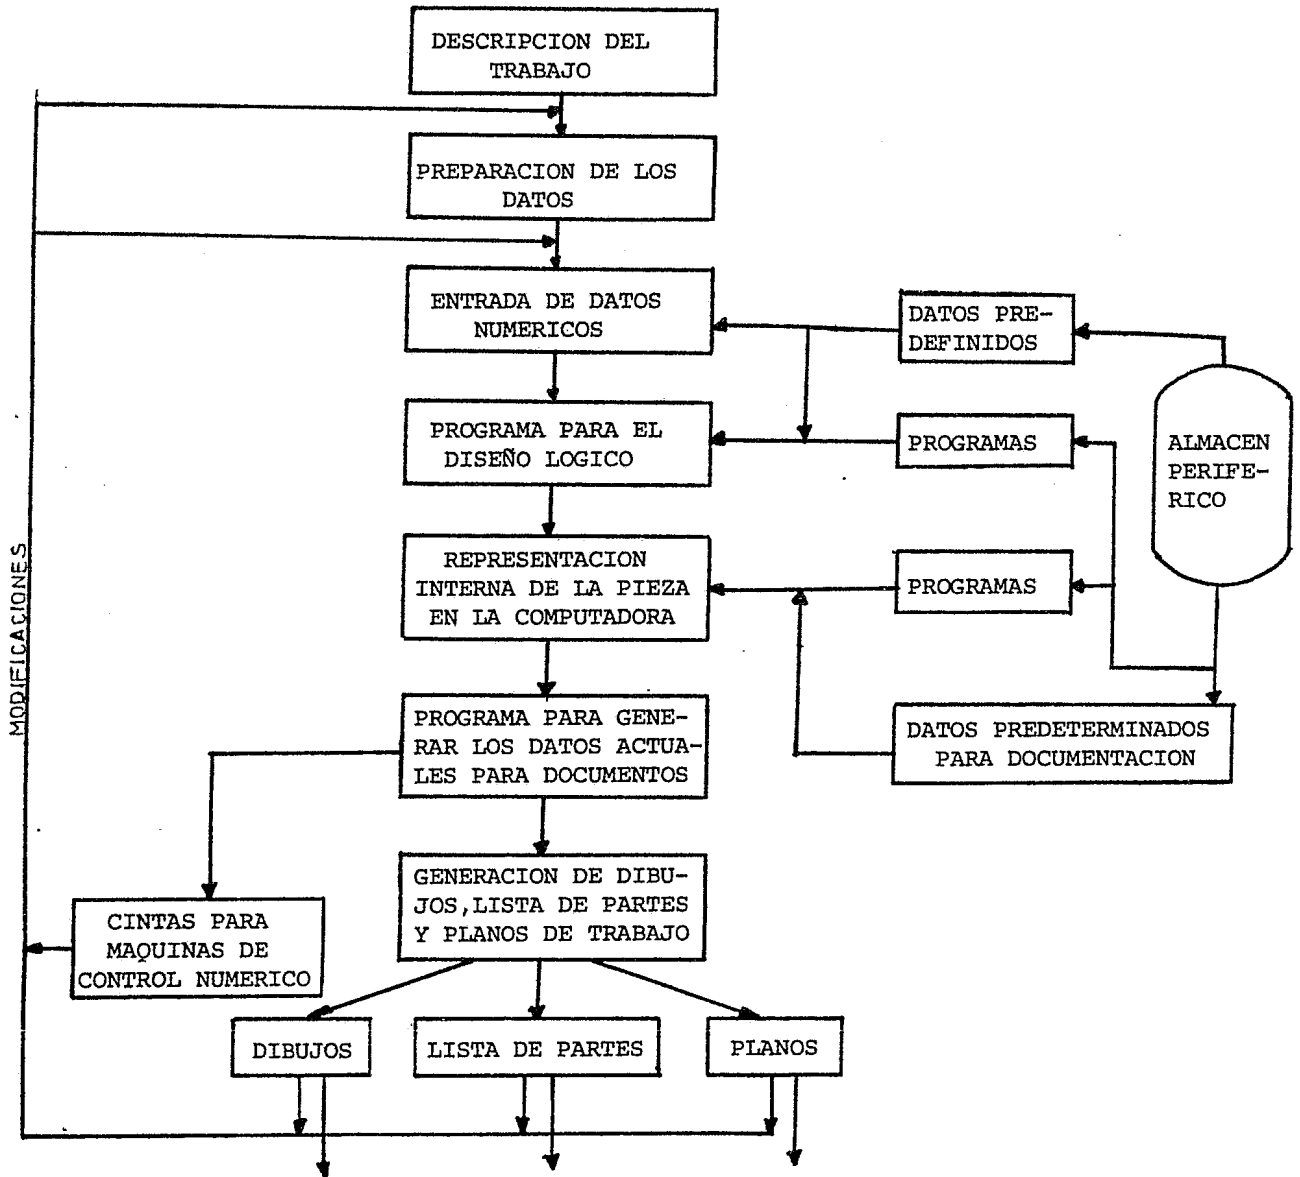 DESCRIPCION DEL
TRABAJO
PREPARACION DE LOS
DATOS
ENTRADA DE DATOS
NUMERICOS
DATOS PRE-
DEFINIDOS
PROGRAMA PARA EL
DISEÑO LOGICO
PROGRAMAS
ALMACEN
PERIFE-
RICO
REPRESENTACION
INTERNA DE LA PIEZA
EN LA COMPUTADORA
PROGRAMAS
MODIFICACIONES
PROGRAMA PARA GENE-
RAR LOS DATOS ACTUA-
LES PARA DOCUMENTOS
DATOS PREDETERMINADOS
PARA DOCUMENTACION
GENERACION DE DIBU-
JOS, LISTA DE PARTES
Y PLANOS DE TRABAJO
CINTAS PARA
MAQUINAS DE
CONTROL NUMERICO
DIBUJOS
LISTA DE PARTES
PLANOS